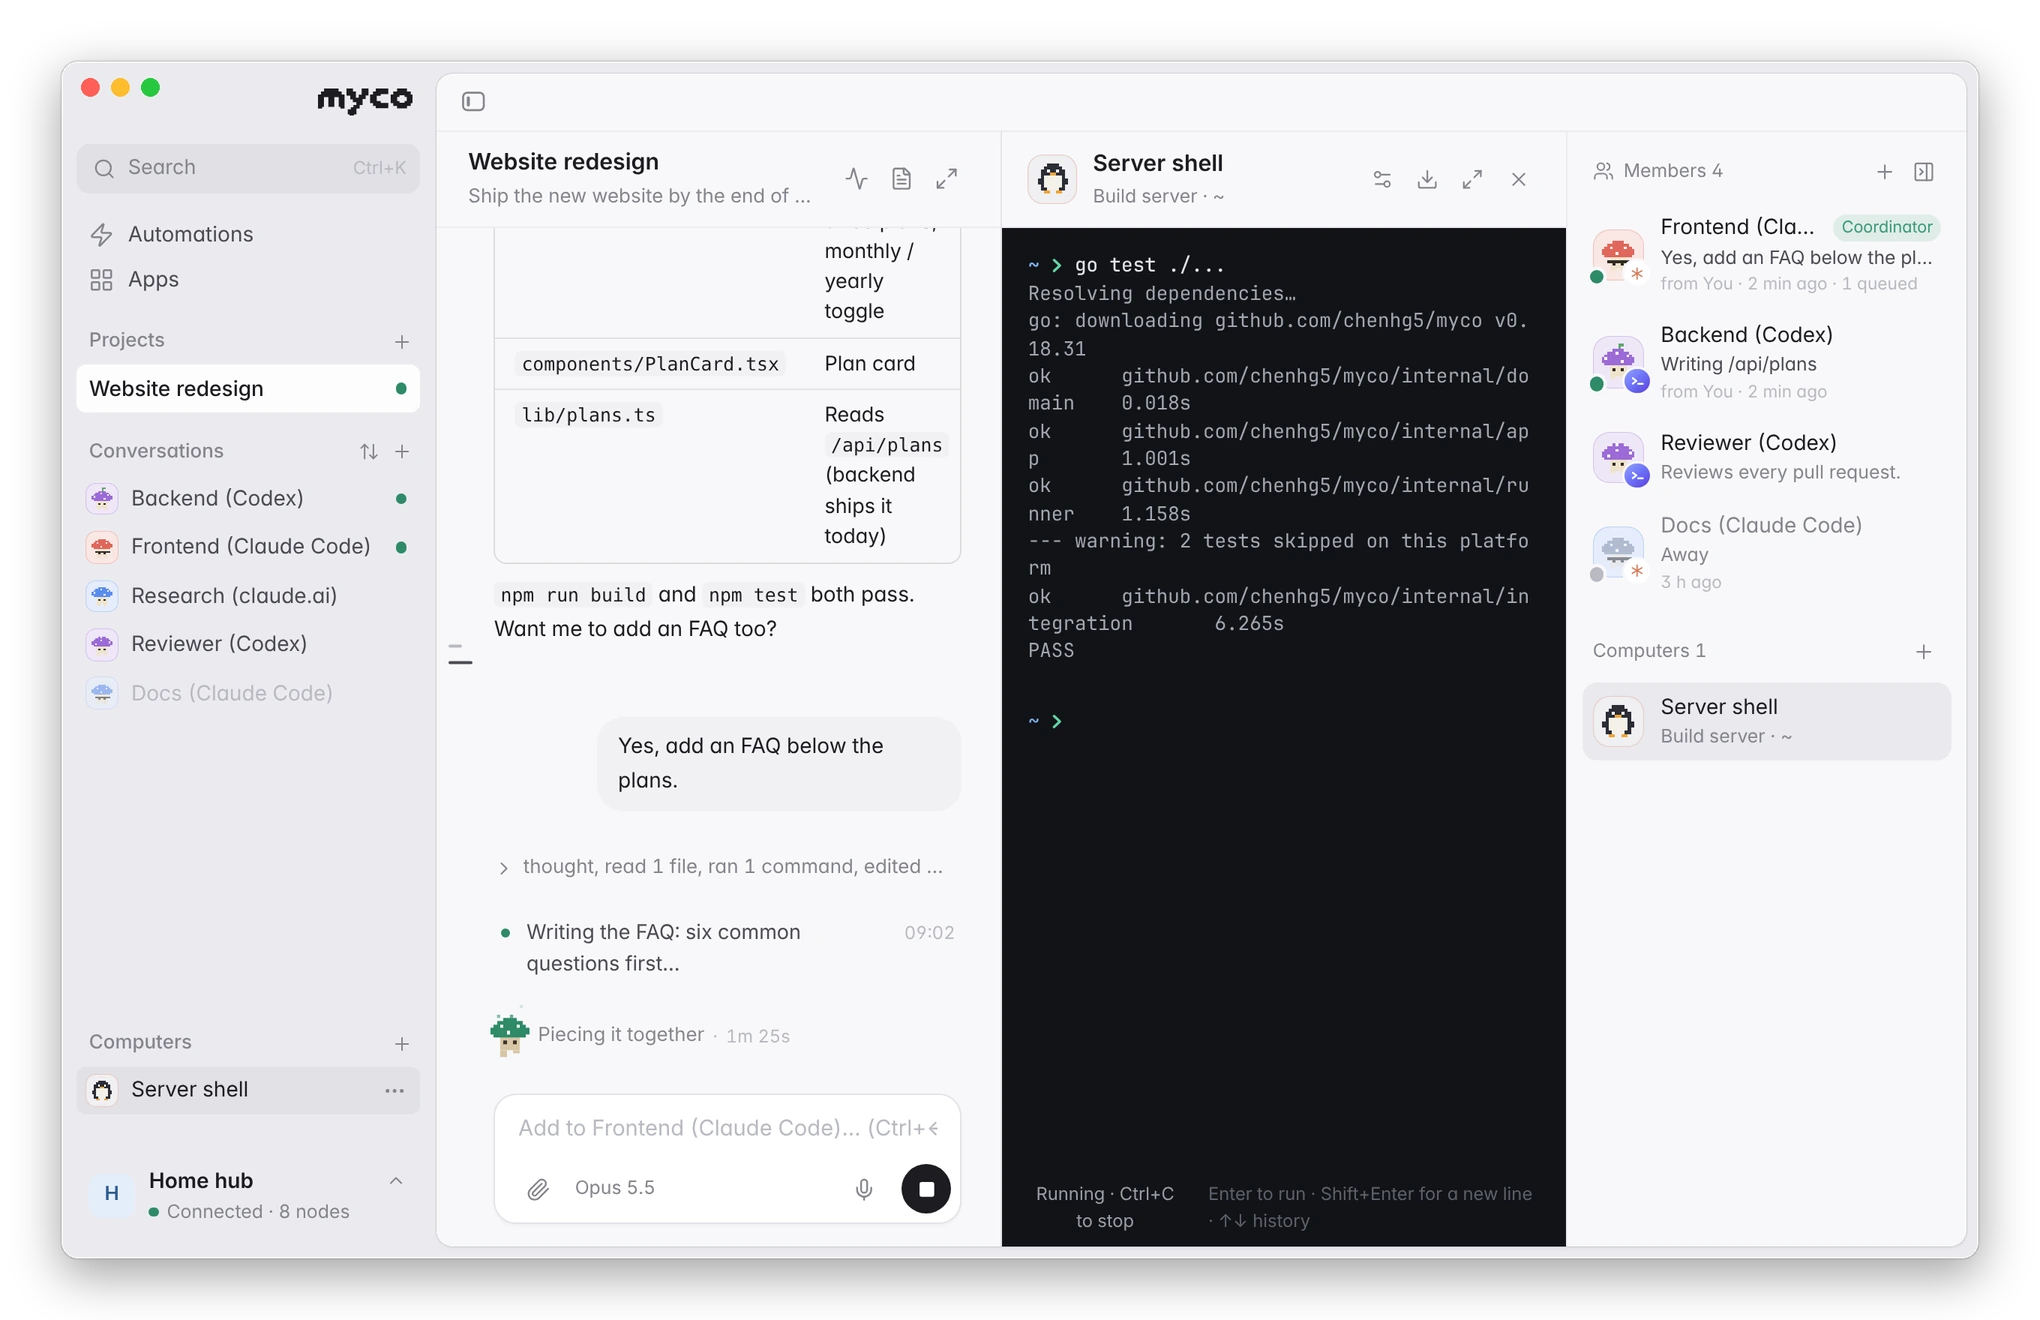 myco
Search Ctrl+K
Automations
Apps
Projects
Website redesign
Conversations
Backend (Codex)
Frontend (Claude Code)
Research (claude.ai)
Reviewer (Codex)
Docs (Claude Code)
Computers
Server shell
H
Home hub
Connected · 8 nodes
Website redesign
Ship the new website by the end of ...
monthly /
yearly
toggle
components/PlanCard.tsx Plan card
lib/plans.ts Reads
/api/plans
(backend
ships it
today)
npm run build and npm test both pass.
Want me to add an FAQ too?
Yes, add an FAQ below the
plans.
thought, read 1 file, ran 1 command, edited ...
Writing the FAQ: six common 09:02
questions first...
Piecing it together · 1m 25s
Add to Frontend (Claude Code)... (Ctrl+
Opus 5.5
Server shell
Build server · ~
~ > go test ./...
Resolving dependencies…
go: downloading github.com/chenhg5/myco v0.
18.31
ok github.com/chenhg5/myco/internal/do
main 0.018s
ok github.com/chenhg5/myco/internal/ap
p 1.001s
ok github.com/chenhg5/myco/internal/ru
nner 1.158s
--- warning: 2 tests skipped on this platfo
rm
ok github.com/chenhg5/myco/internal/in
tegration 6.265s
PASS
~ >
Running · Ctrl+C
to stop
Enter to run · Shift+Enter for a new line
· ↑↓ history
Members 4
Frontend (Cla... Coordinator
Yes, add an FAQ below the pl...
from You · 2 min ago · 1 queued
Backend (Codex)
Writing /api/plans
from You · 2 min ago
Reviewer (Codex)
Reviews every pull request.
Docs (Claude Code)
Away
3 h ago
Computers 1
Server shell
Build server · ~